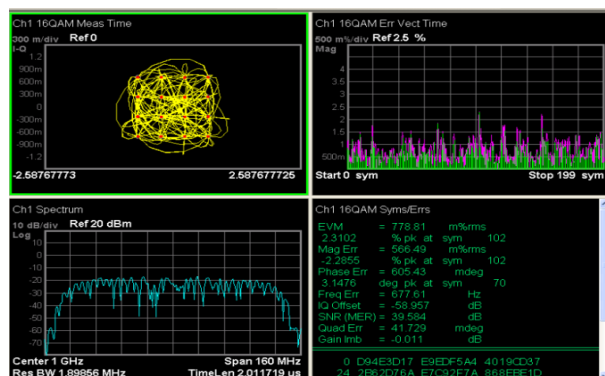 Ch1 16QAM Meas Time
300 m/div Ref 0
I-Q
1.2
900m
600m
300m
0
-300m
-600m
-900m
-1.2
-2.58767773 2.587677725
Ch1 16QAM Err Vect Time
500 m%/div Ref 2.5 %
Mag
4
3.5
3
2.5
2
1.5
1
500m
Start 0 sym Stop 199 sym
Ch1 Spectrum
10 dB/div Ref 20 dBm
Log
10
0
-10
-20
-30
-40
-50
-60
-70
Center 1 GHz Span 160 MHz
Res BW 1.89856 MHz TimeLen 2.011719 us
Ch1 16QAM Syms/Errs
EVM = 778.81 m%rms
2.3102 % pk at sym 102
Mag Err = 566.49 m%rms
-2.2855 % pk at sym 102
Phase Err = 605.43 mdeg
3.1476 deg pk at sym 70
Freq Err = 677.61 Hz
IQ Offset = -58.957 dB
SNR (MER) = 39.584 dB
Quad Err = 41.729 mdeg
Gain Imb = -0.011 dB
0 D94E3D17 E9EDF5A4 4019CD37
24 2B62D76A E7C92F7A 868EBE1D